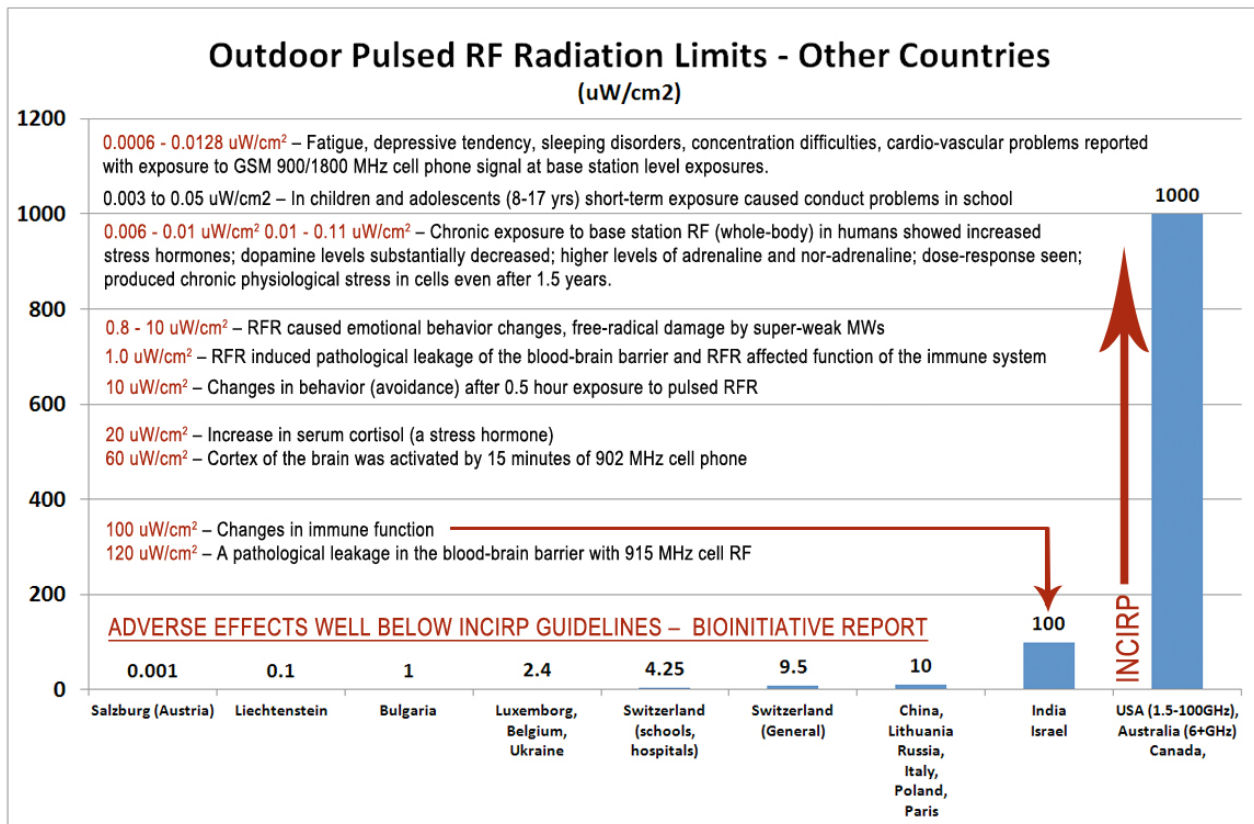 Outdoor Pulsed RF Radiation Limits - Other Countries
(uW/cm2)
1200
0.0006 - 0.0128 uW/cm² – Fatigue, depressive tendency, sleeping disorders, concentration difficulties, cardio-vascular problems reported
with exposure to GSM 900/1800 MHz cell phone signal at base station level exposures.
0.003 to 0.05 uW/cm2 – In children and adolescents (8-17 yrs) short-term exposure caused conduct problems in school
1000
1000
0.006 - 0.01 uW/cm² 0.01 - 0.11 uW/cm² – Chronic exposure to base station RF (whole-body) in humans showed increased
stress hormones; dopamine levels substantially decreased; higher levels of adrenaline and nor-adrenaline; dose-response seen;
produced chronic physiological stress in cells even after 1.5 years.
800
0.8 - 10 uW/cm² – RFR caused emotional behavior changes, free-radical damage by super-weak MWs
1.0 uW/cm² – RFR induced pathological leakage of the blood-brain barrier and RFR affected function of the immune system
10 uW/cm² – Changes in behavior (avoidance) after 0.5 hour exposure to pulsed RFR
600
20 uW/cm² – Increase in serum cortisol (a stress hormone)
60 uW/cm² – Cortex of the brain was activated by 15 minutes of 902 MHz cell phone
400
100 uW/cm² – Changes in immune function
120 uW/cm² – A pathological leakage in the blood-brain barrier with 915 MHz cell RF
200
ADVERSE EFFECTS WELL BELOW INCIRP GUIDELINES – BIOINITIATIVE REPORT
INCIRP
0
0.001
0.1
1
2.4
4.25
9.5
10
100
Salzburg (Austria)
Liechtenstein
Bulgaria
Luxemborg,
Belgium,
Ukraine
Switzerland
(schools,
hospitals)
Switzerland
(General)
China,
Lithuania
Russia,
Italy,
Poland,
Paris
India
Israel
USA (1.5-100GHz),
Australia (6+GHz)
Canada,